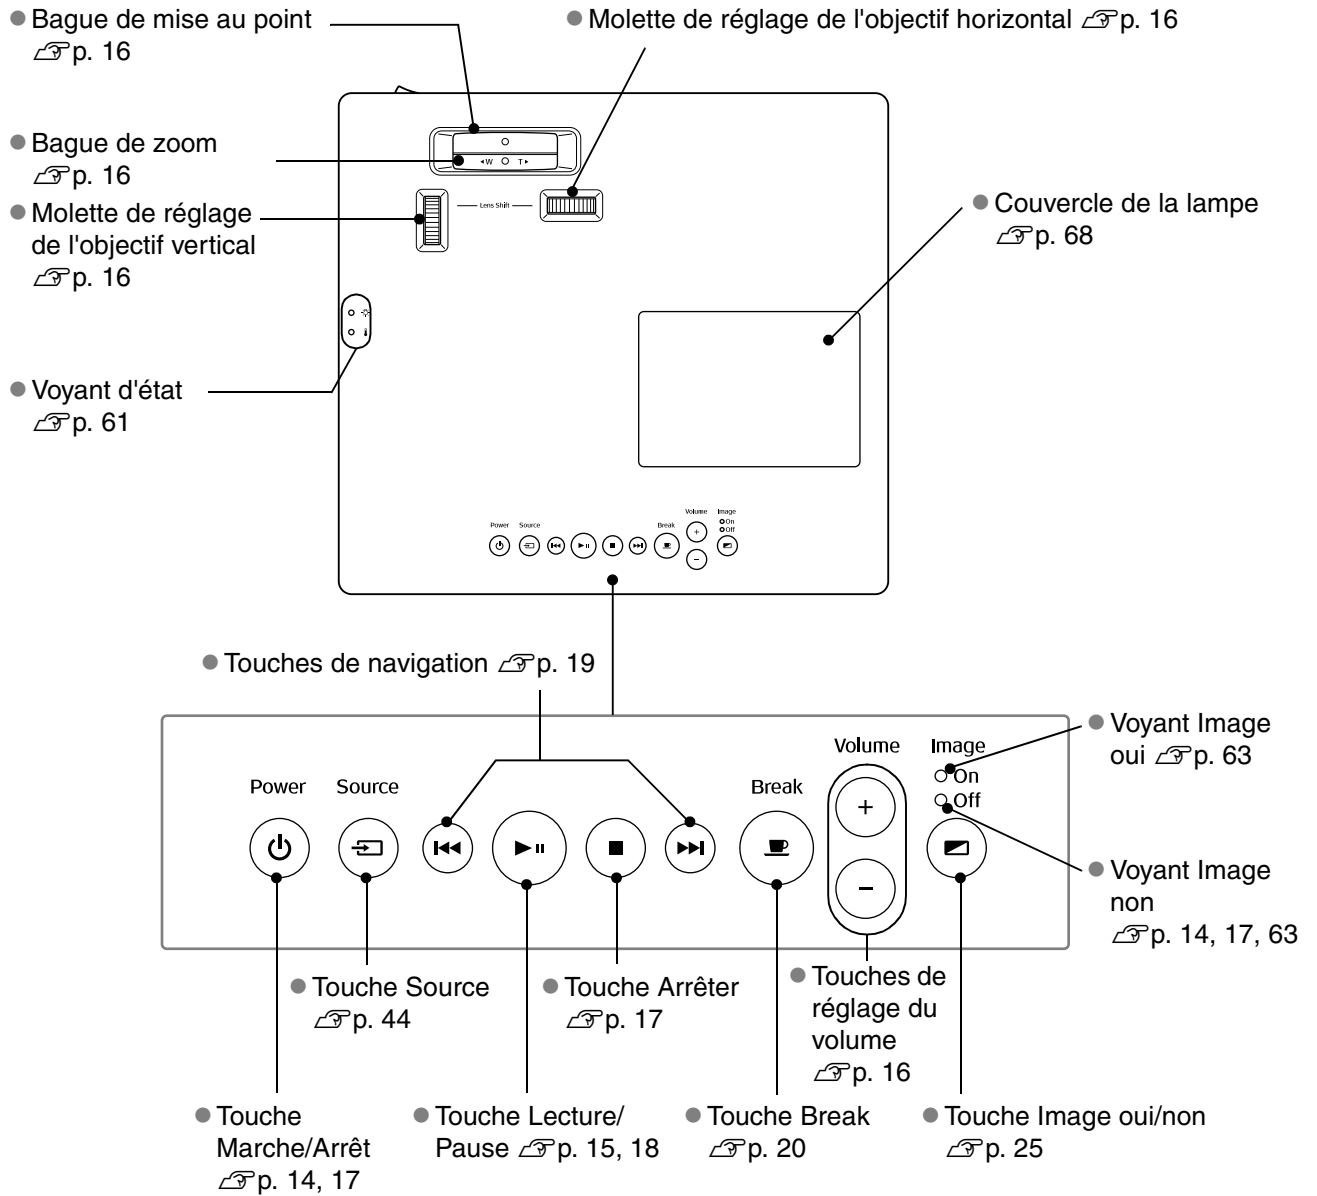 Bague de mise au point
p. 16
Molette de réglage de l'objectif horizontal p. 16
Bague de zoom
p. 16
Molette de réglage
de l'objectif vertical
p. 16
Couvercle de la lampe
p. 68
Voyant d'état
p. 61
W T
Lens Shift
Power Source Break Volume Image
On
Off
Touches de navigation p. 19
Voyant Image
oui p. 63
Power Source Break Volume Image
On
Off
Voyant Image
non
p. 14, 17, 63
Touche Source
p. 44
Touche Arrêter
p. 17
Touches de
réglage du
volume
p. 16
Touche
Marche/Arrêt
p. 14, 17
Touche Lecture/
Pause p. 15, 18
Touche Break
p. 20
Touche Image oui/non
p. 25